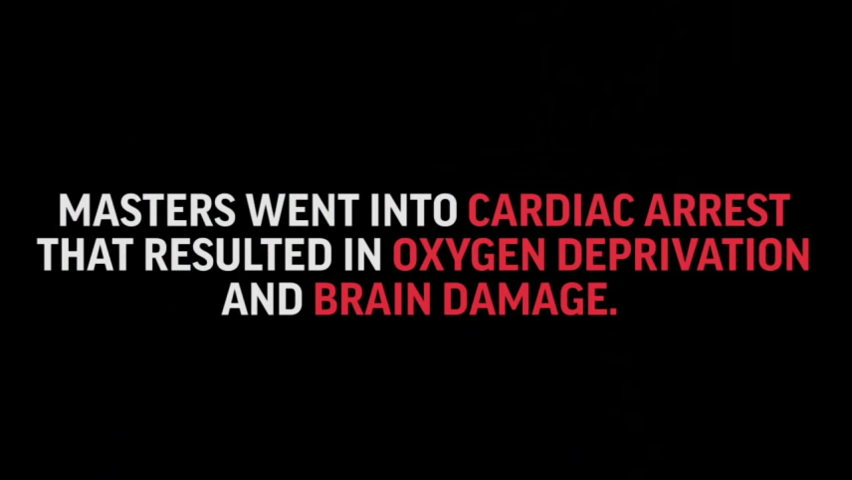 MASTERS WENT INTO CARDIAC ARREST
THAT RESULTED IN OXYGEN DEPRIVATION
AND BRAIN DAMAGE.